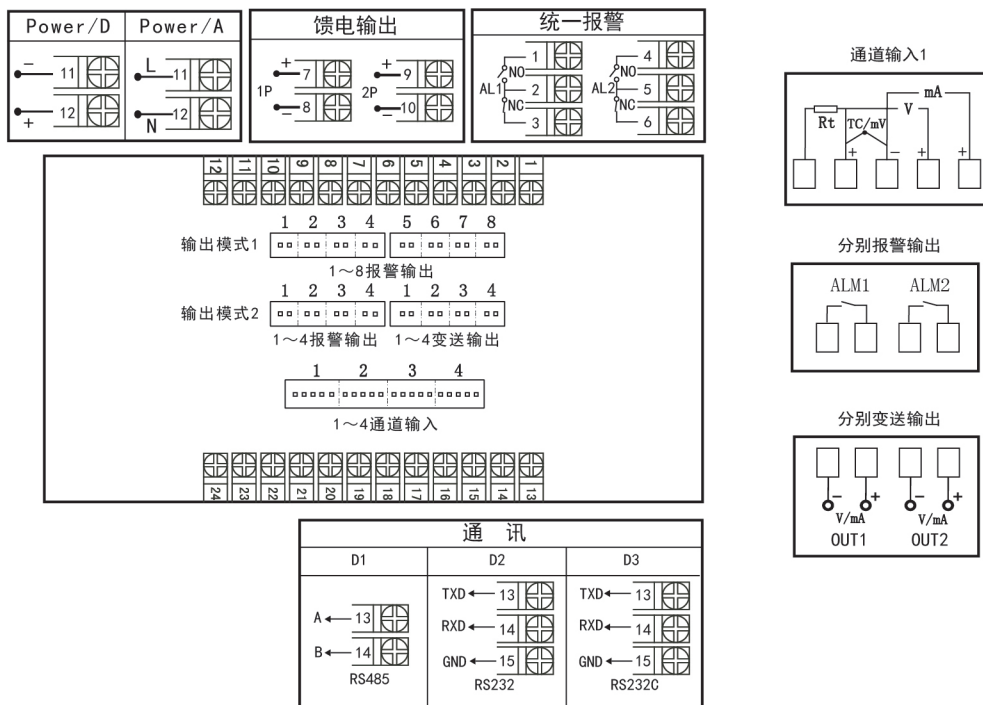 Power/D Power/A
− 11 L 11
+ 12 N 12
馈电输出
+ 7 + 9
1P 2P
− 8 − 10
统一报警
1 NO 4 NO
AL1 2 AL2 5
NC 3 NC 6
通道输入1
mA
V
Rt TC/mV
+ − + +
12 11 10 9 8 7 6 5 4 3 2 1
1 2 3 4 5 6 7 8
输出模式1
1～8报警输出
1 2 3 4 1 2 3 4
输出模式2
1～4报警输出 1～4变送输出
1 2 3 4
1～4通道输入
24 23 22 21 20 19 18 17 16 15 14 13
分别报警输出
ALM1 ALM2
分别变送输出
− + − +
V/mA V/mA
OUT1 OUT2
通 讯
D1 D2 D3
A 13
B 14
RS485
TXD 13
RXD 14
GND 15
RS232
TXD 13
RXD 14
GND 15
RS232C